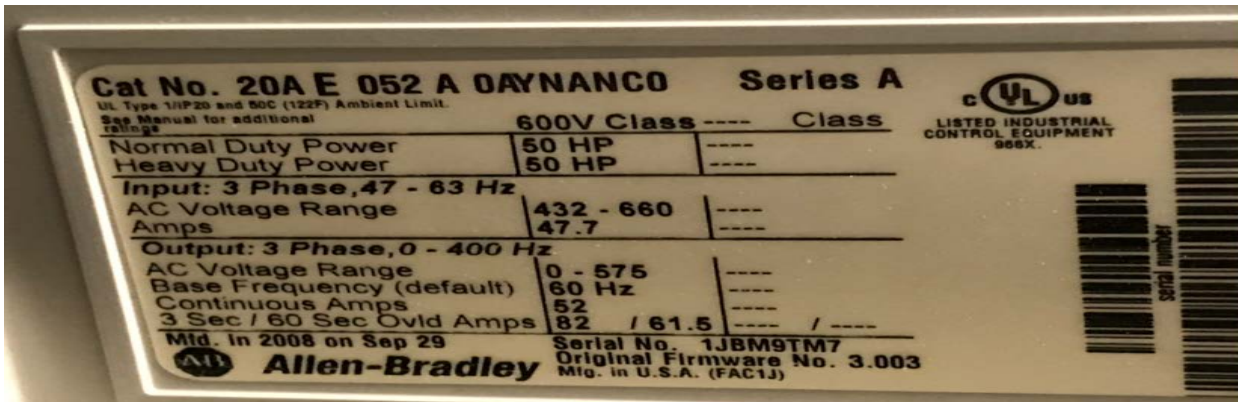 Cat No. 20A E 052 A 0AYNANC0 Series A
UL Type 1/IP20 and 50C (122F) Ambient Limit.
See Manual for additional
ratings
600V Class ---- Class
Normal Duty Power 50 HP ----
Heavy Duty Power 50 HP ----
Input: 3 Phase,47 - 63 Hz
AC Voltage Range 432 - 660 ----
Amps 47.7 ----
Output: 3 Phase,0 - 400 Hz
AC Voltage Range 0 - 575 ----
Base Frequency (default) 60 Hz ----
Continuous Amps 52 ----
3 Sec / 60 Sec Ovld Amps 82 / 61.5 ---- / ----
Mfd. in 2008 on Sep 29
Serial No. 1JBM9TM7
AB Allen-Bradley
Original Firmware No. 3.003
Mfg. in U.S.A. (FAC1J)
C UL US
LISTED INDUSTRIAL
CONTROL EQUIPMENT
966X.
serial number